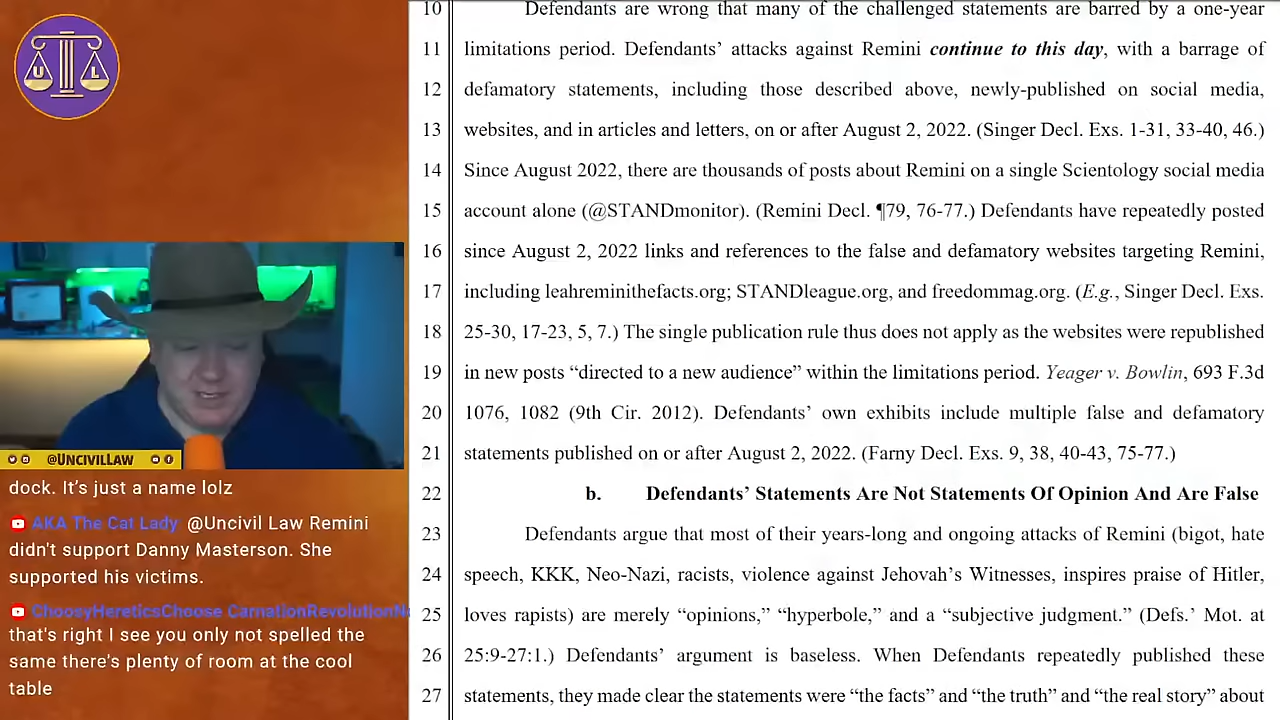 U L
@UNCIVILLAW
dock. It's just a name lolz
AKA The Cat Lady @Uncivil Law Remini
didn't support Danny Masterson. She
supported his victims.
ChoosyHereticsChoose CarnationRevolutionN
that's right I see you only not spelled the
same there's plenty of room at the cool
table
10 Defendants are wrong that many of the challenged statements are barred by a one-year
11 limitations period. Defendants' attacks against Remini continue to this day, with a barrage of
12 defamatory statements, including those described above, newly-published on social media,
13 websites, and in articles and letters, on or after August 2, 2022. (Singer Decl. Exs. 1-31, 33-40, 46.)
14 Since August 2022, there are thousands of posts about Remini on a single Scientology social media
15 account alone (@STANDmonitor). (Remini Decl. ¶79, 76-77.) Defendants have repeatedly posted
16 since August 2, 2022 links and references to the false and defamatory websites targeting Remini,
17 including leahreminithefacts.org; STANDleague.org, and freedommag.org. (E.g., Singer Decl. Exs.
18 25-30, 17-23, 5, 7.) The single publication rule thus does not apply as the websites were republished
19 in new posts “directed to a new audience” within the limitations period. Yeager v. Bowlin, 693 F.3d
20 1076, 1082 (9th Cir. 2012). Defendants' own exhibits include multiple false and defamatory
21 statements published on or after August 2, 2022. (Farny Decl. Exs. 9, 38, 40-43, 75-77.)
22 b. Defendants' Statements Are Not Statements Of Opinion And Are False
23 Defendants argue that most of their years-long and ongoing attacks of Remini (bigot, hate
24 speech, KKK, Neo-Nazi, racists, violence against Jehovah's Witnesses, inspires praise of Hitler,
25 loves rapists) are merely “opinions,” “hyperbole,” and a “subjective judgment.” (Defs.' Mot. at
26 25:9-27:1.) Defendants' argument is baseless. When Defendants repeatedly published these
27 statements, they made clear the statements were “the facts” and “the truth” and “the real story” about